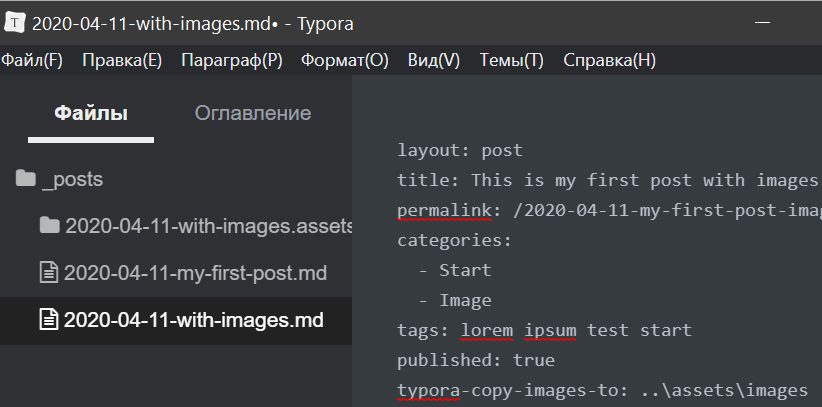 T 2020-04-11-with-images.md• - Typora
Файл(F) Правка(E) Параграф(P) Формат(O) Вид(V) Темы(T) Справка(H)
Файлы Оглавление
_posts
2020-04-11-with-images.assets
2020-04-11-my-first-post.md
2020-04-11-with-images.md
layout: post
title: This is my first post with images
permalink: /2020-04-11-my-first-post-imag
categories:
- Start
- Image
tags: lorem ipsum test start
published: true
typora-copy-images-to: ..\assets\images